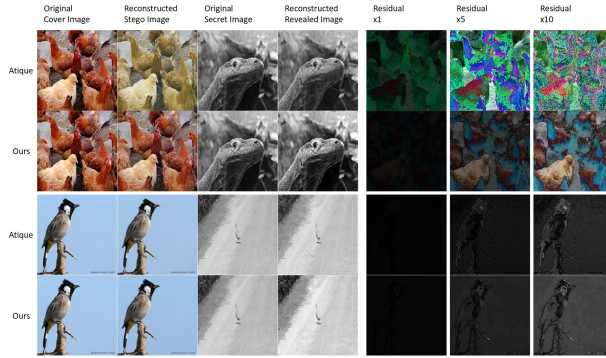 Original Cover Image
Reconstructed Stego Image
Original Secret Image
Reconstructed Revealed Image
Residual x1
Residual x5
Residual x10
Atique
Ours
Atique
Ours